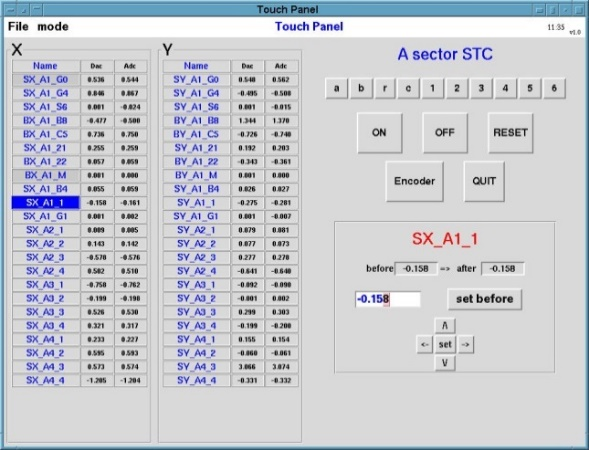 Touch Panel
File mode Touch Panel 11:35 v1.0
X
Name Dac Adc
SX_A1_G0 0.536 0.544
SX_A1_G4 0.846 0.867
SX_A1_S6 0.001 -0.024
BX_A1_B8 -0.477 -0.500
BX_A1_C5 0.736 0.750
SX_A1_21 0.255 0.259
SX_A1_22 0.057 0.059
BX_A1_M 0.001 0.000
SX_A1_B4 0.055 0.059
SX_A1_1 -0.158 -0.161
SX_A1_G1 0.001 0.002
SX_A2_1 0.089 0.085
SX_A2_2 0.143 0.142
SX_A2_3 -0.570 -0.576
SX_A2_4 0.502 0.510
SX_A3_1 -0.750 -0.762
SX_A3_2 -0.199 -0.198
SX_A3_3 0.526 0.530
SX_A3_4 0.321 0.317
SX_A4_1 0.233 0.227
SX_A4_2 0.595 0.593
SX_A4_3 0.573 0.574
SX_A4_4 -1.205 -1.204
Y
Name Dac Adc
SY_A1_G0 0.540 0.562
SY_A1_G4 -0.495 -0.508
SY_A1_S6 0.001 -0.015
BY_A1_B8 1.344 1.370
BY_A1_C5 -0.726 -0.740
SY_A1_21 0.192 0.203
SY_A1_22 -0.343 -0.361
BY_A1_M 0.001 0.000
SY_A1_B4 0.026 0.027
SY_A1_1 -0.275 -0.281
SY_A1_G1 0.001 -0.007
SY_A2_1 0.079 0.081
SY_A2_2 0.077 0.073
SY_A2_3 0.277 0.270
SY_A2_4 -0.641 -0.640
SY_A3_1 -0.092 -0.090
SY_A3_2 -0.001 0.002
SY_A3_3 0.299 0.303
SY_A3_4 -0.199 -0.200
SY_A4_1 0.155 0.154
SY_A4_2 -0.060 -0.061
SY_A4_3 3.066 3.074
SY_A4_4 -0.331 -0.332
A sector STC
a b r c 1 2 3 4 5 6
ON OFF RESET
Encoder QUIT
SX_A1_1
before -0.158 => after -0.158
-0.158 set before
/\
<- set ->
V